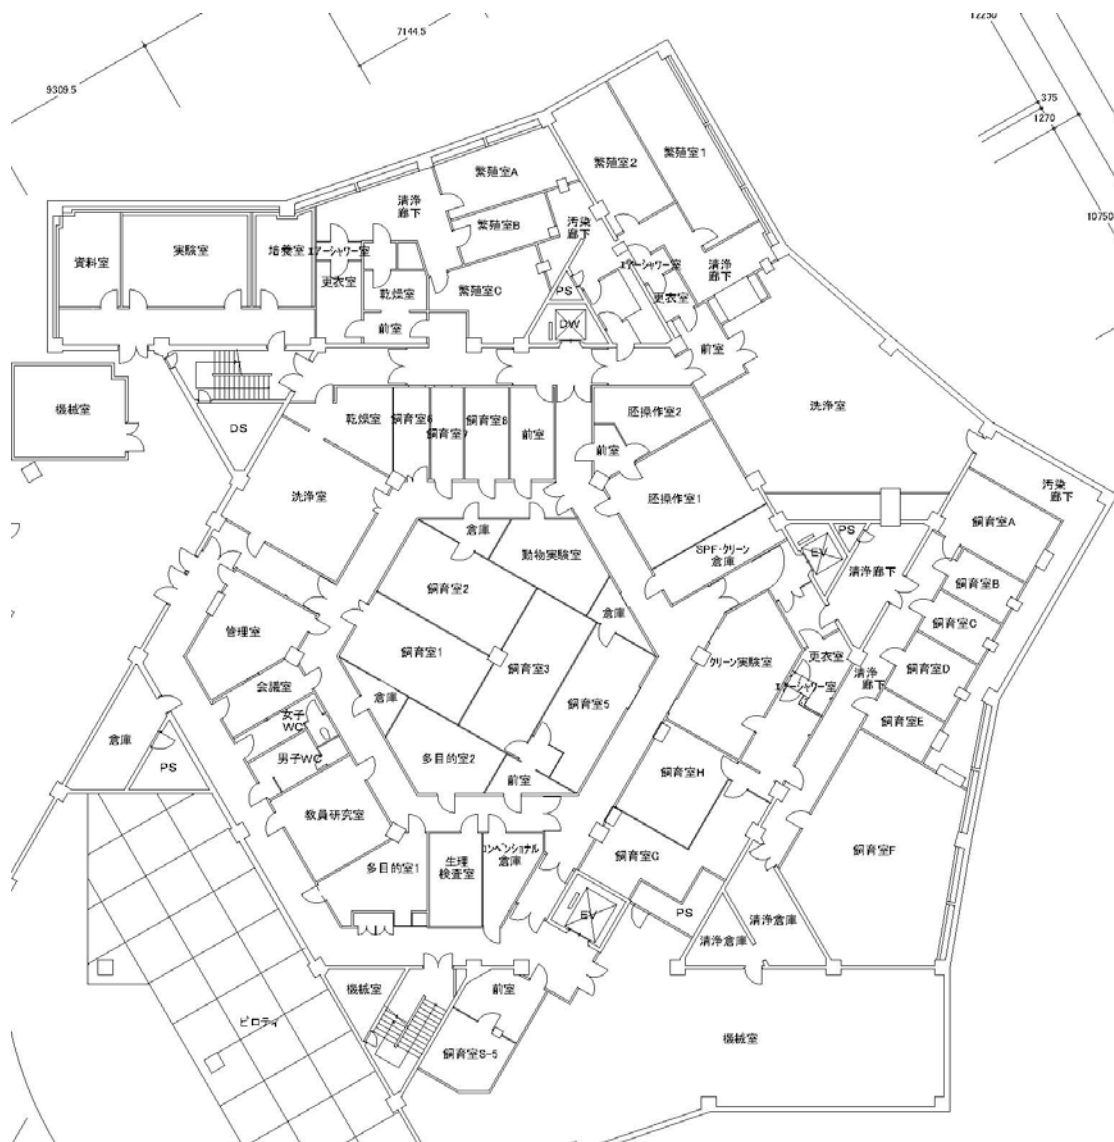 12250
7144.5
9309.5
375
1270
10750
繁殖室1
繁殖室2
繁殖室A
清浄
廊下
繁殖室B
汚染
廊下
資料室
実験室
培養室
エアーシャワー室
更衣室
乾燥室
前室
繁殖室C
PS
DW
エアーシャワー室
更衣室
清浄
廊下
前室
機械室
DS
洗浄室
乾燥室
飼育室6
飼育室7
飼育室8
前室
胚操作室2
前室
胚操作室1
SPF・クリーン
倉庫
洗浄室
汚染
廊下
飼育室A
PS
EV
清浄廊下
飼育室B
飼育室C
飼育室D
飼育室E
倉庫
動物実験室
飼育室2
倉庫
飼育室1
飼育室3
飼育室5
倉庫
多目的室2
前室
管理室
会議室
女子
WC
男子WC
倉庫
PS
教員研究室
多目的室1
生理
検査室
コンベンショナル
倉庫
クリーン実験室
更衣室
エアーシャワー室
清浄
廊下
飼育室H
飼育室G
飼育室F
EV
PS
清浄倉庫
清浄倉庫
機械室
前室
飼育室S-5
ピロティ
機械室